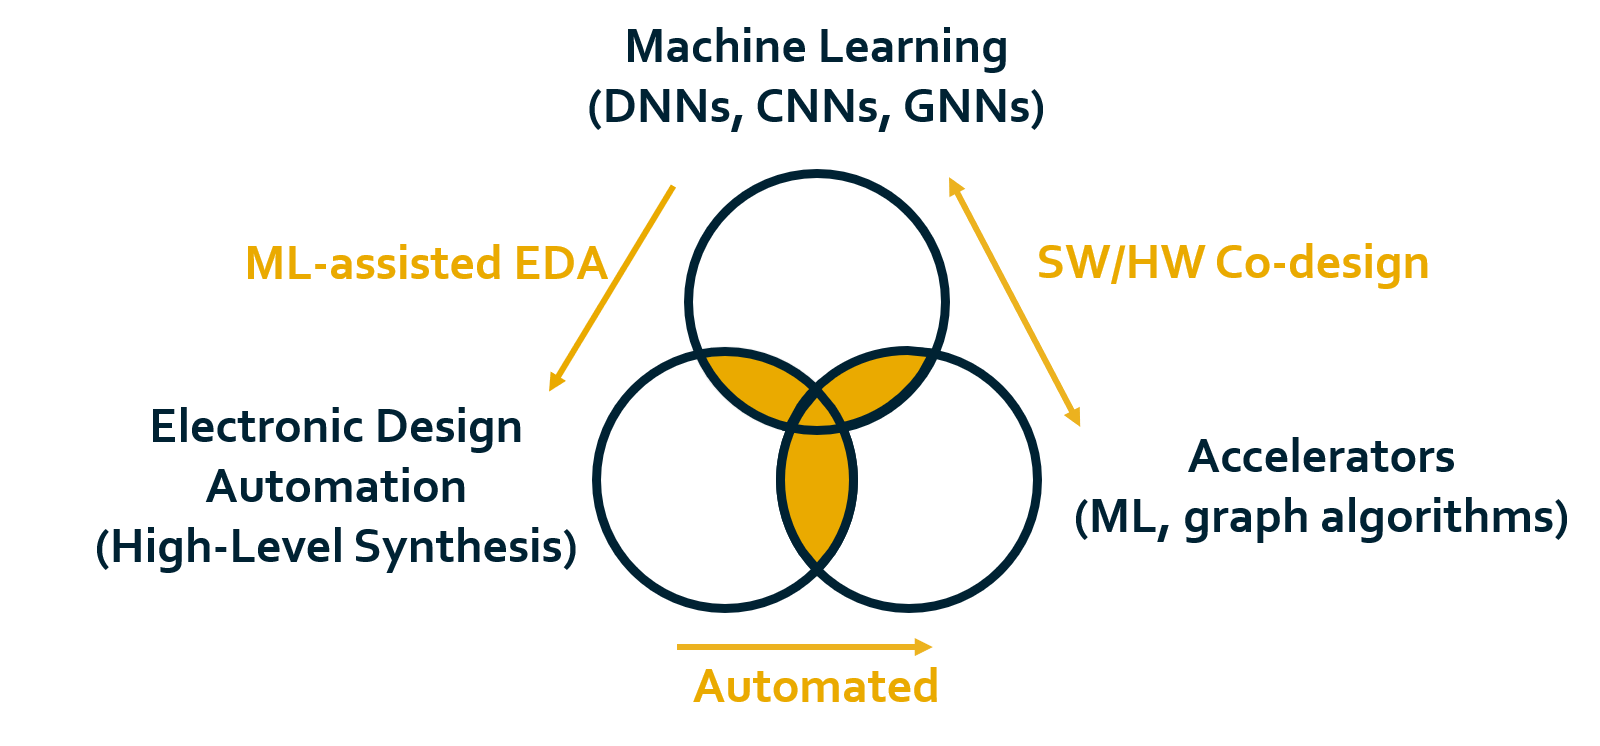 Machine Learning
(DNNs, CNNs, GNNs)
ML-assisted EDA
SW/HW Co-design
Electronic Design
Automation
(High-Level Synthesis)
Accelerators
(ML, graph algorithms)
Automated